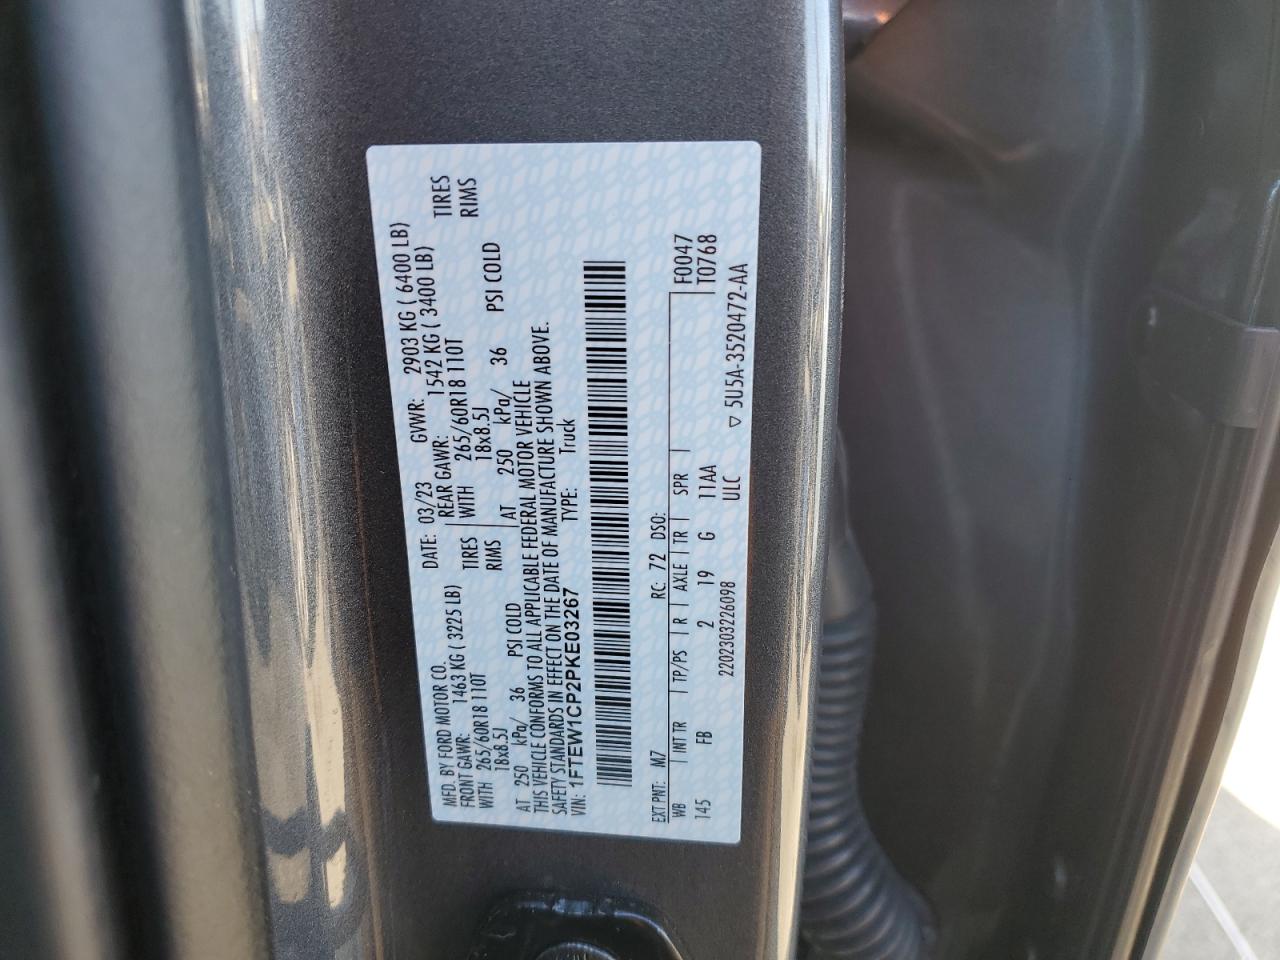 MFD. BY FORD MOTOR CO. DATE: 03/23 GVWR: 2903 KG ( 6400 LB)
FRONT GAWR: 1463 KG ( 3225 LB) REAR GAWR: 1542 KG ( 3400 LB)
WITH 265/60R18 110T TIRES WITH 265/60R18 110T TIRES
18x8.5J RIMS 18x8.5J RIMS
AT 250 kPa/ 36 PSI COLD AT 250 kPa/ 36 PSI COLD
THIS VEHICLE CONFORMS TO ALL APPLICABLE FEDERAL MOTOR VEHICLE
SAFETY STANDARDS IN EFFECT ON THE DATE OF MANUFACTURE SHOWN ABOVE.
VIN: 1FTEW1CP2PKE03267 TYPE: Truck
EXT PNT: M7 RC: 72 DSO: F0047
WB INT TR TP/PS R AXLE TR SPR T0768
145 FB 2 19 G 11AA
2202303226098 ULC ▽ 5U5A-3520472-AA